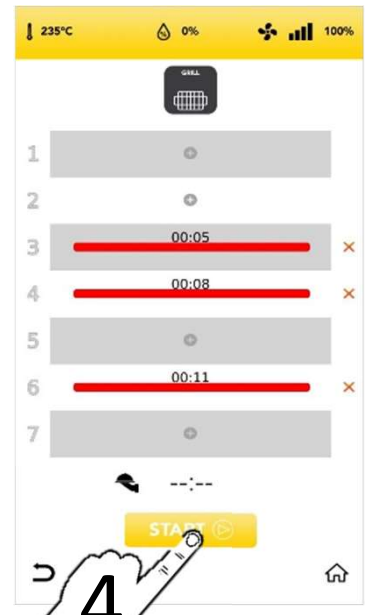 235°C 0% 100%
GRILL
1
2
3 00:05 ×
4 00:08 ×
5
6 00:11 ×
7
--:--
START
4